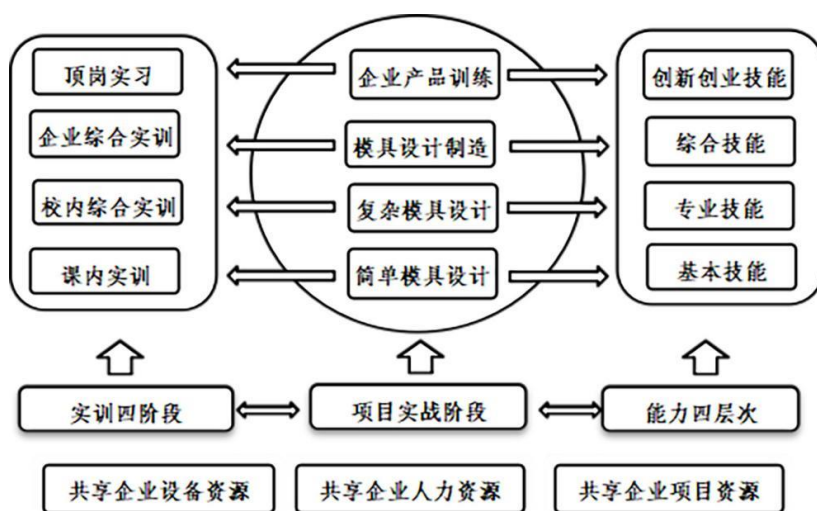 顶岗实习
企业产品训练
创新创业技能
企业综合实训
模具设计制造
综合技能
校内综合实训
复杂模具设计
专业技能
课内实训
简单模具设计
基本技能
实训四阶段
项目实战阶段
能力四层次
共享企业设备资源
共享企业人力资源
共享企业项目资源